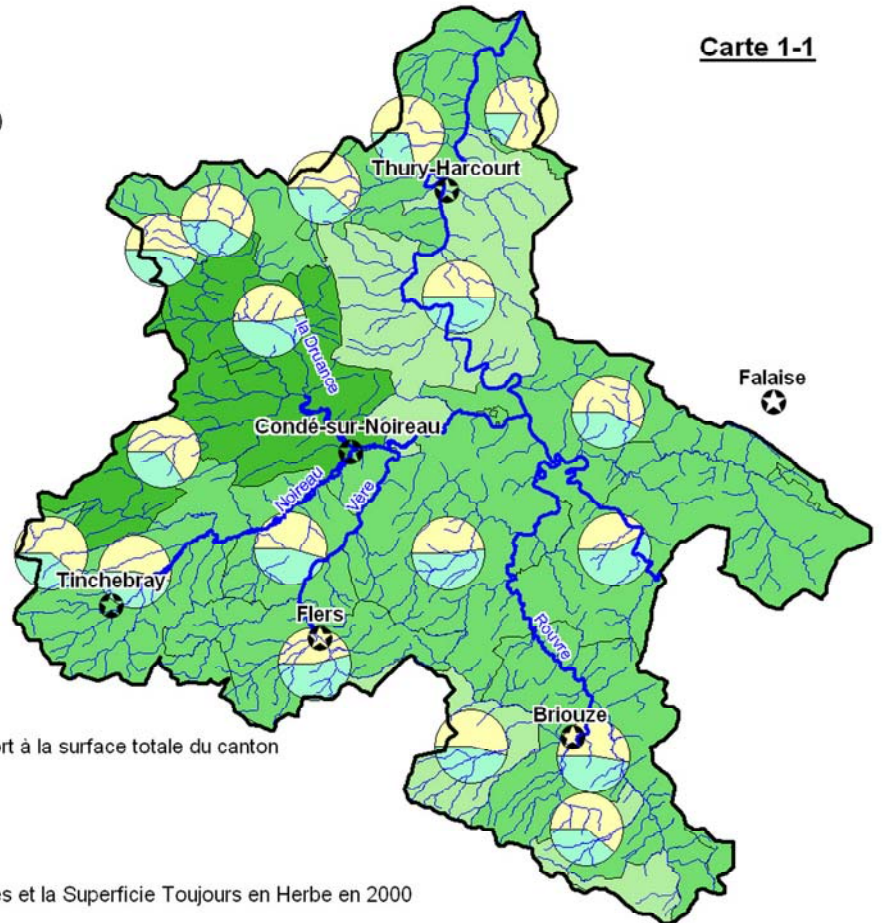 Carte 1-1
Thury-Harcourt
la Druance
Falaise
Condé-sur-Noireau
Noireau
Vère
Tinchebray
Flers
Rouvre
Briouze
ort à la surface totale du canton
es et la Superficie Toujours en Herbe en 2000